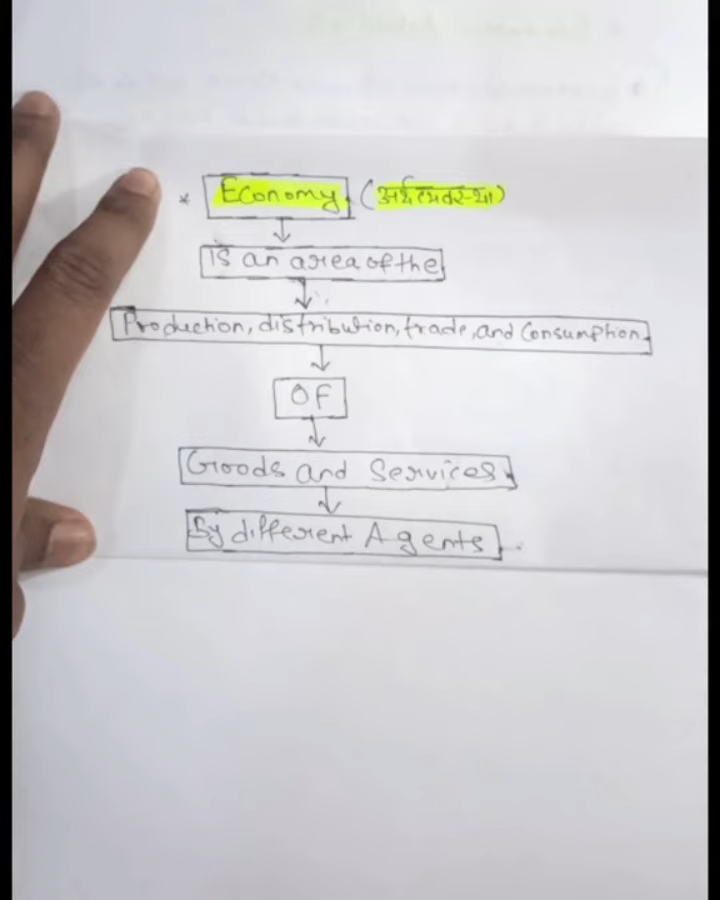 * Economy. (अर्थव्यवस्था)
is an area of the
Production, distribution, trade, and Consumption.
OF
Goods and Services.
By different Agents.